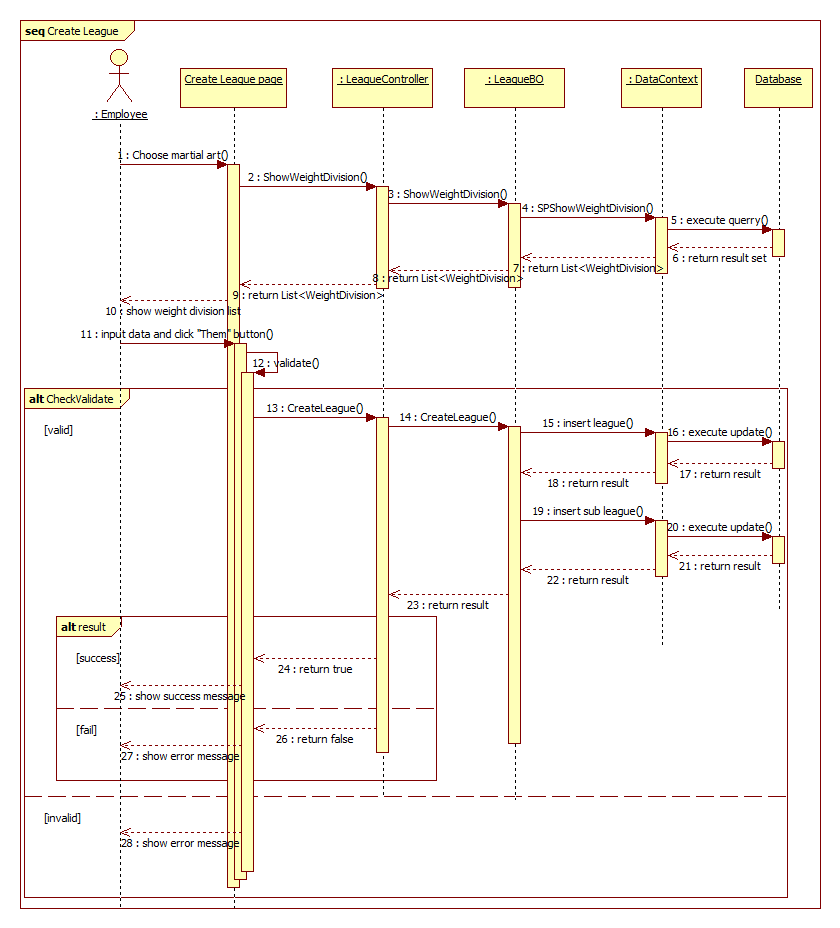 seq Create League
Create League page
: LeagueController
: LeagueBO
: DataContext
Database
: Employee
1 : Choose martial art()
2 : ShowWeightDivision()
3 : ShowWeightDivision()
4 : SPShowWeightDivision()
5 : execute querry()
6 : return result set
7 : return List<WeightDivision>
8 : return List<WeightDivision>
9 : return List<WeightDivision>
10 : show weight division list
11 : input data and click "Them" button()
12 : validate()
alt CheckValidate
[valid]
13 : CreateLeague()
14 : CreateLeague()
15 : insert league()
16 : execute update()
17 : return result
18 : return result
19 : insert sub league()
20 : execute update()
21 : return result
22 : return result
23 : return result
alt result
[success]
24 : return true
25 : show success message
[fail]
26 : return false
27 : show error message
[invalid]
28 : show error message